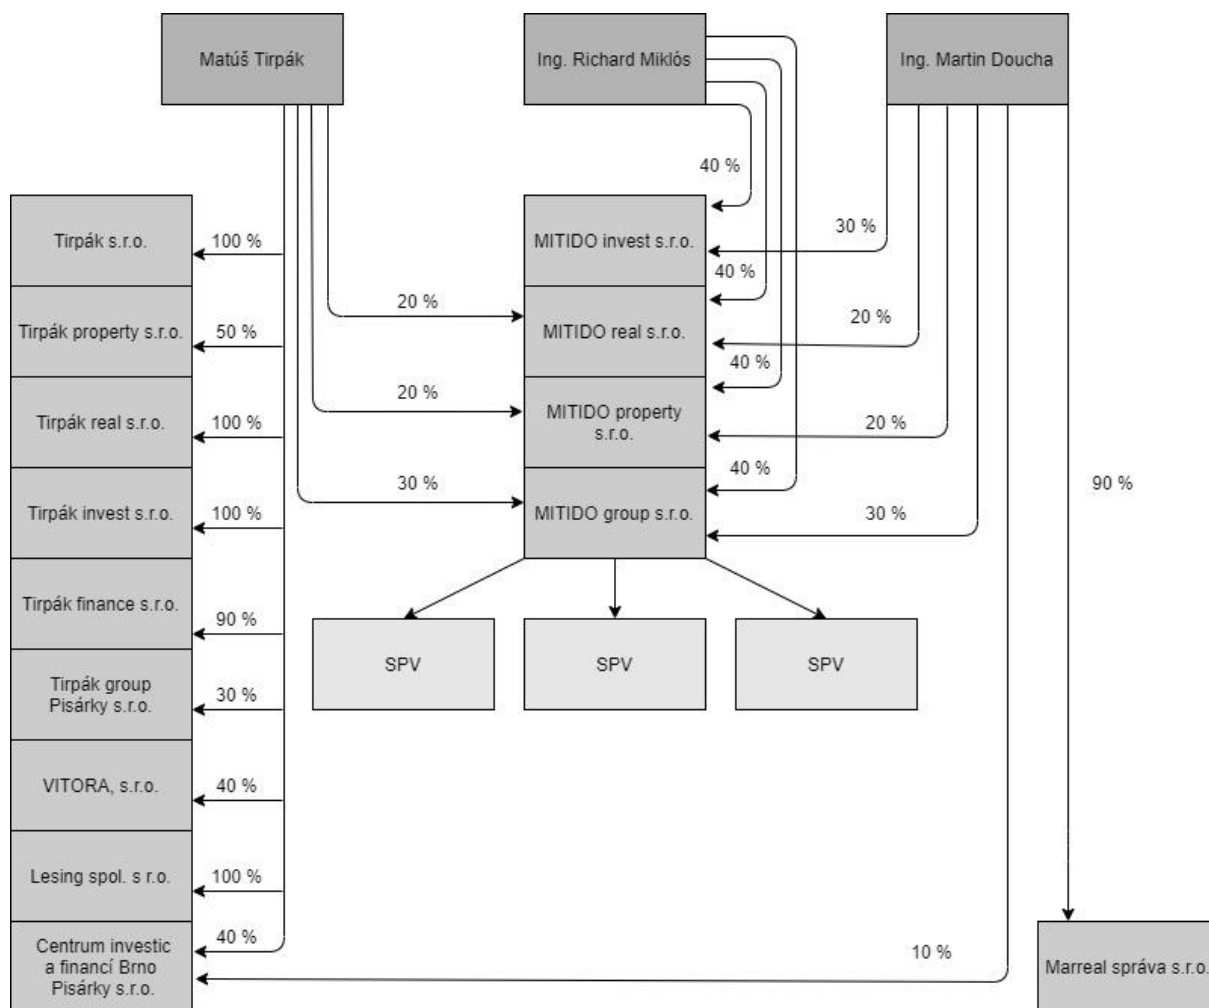 Matúš Tirpák
Ing. Richard Miklós
Ing. Martin Doucha
40 %
Tirpák s.r.o.
100 %
MITIDO invest s.r.o.
30 %
40 %
Tirpák property s.r.o.
50 %
20 %
MITIDO real s.r.o.
20 %
40 %
Tirpák real s.r.o.
100 %
20 %
MITIDO property
s.r.o.
20 %
40 %
Tirpák invest s.r.o.
100 %
30 %
MITIDO group s.r.o.
30 %
90 %
Tirpák finance s.r.o.
90 %
SPV
SPV
SPV
Tirpák group
Pisárky s.r.o.
30 %
VITORA, s.r.o.
40 %
Lesing spol. s r.o.
100 %
Centrum investic
a financí Brno
Pisárky s.r.o.
40 %
10 %
Marreal správa s.r.o.